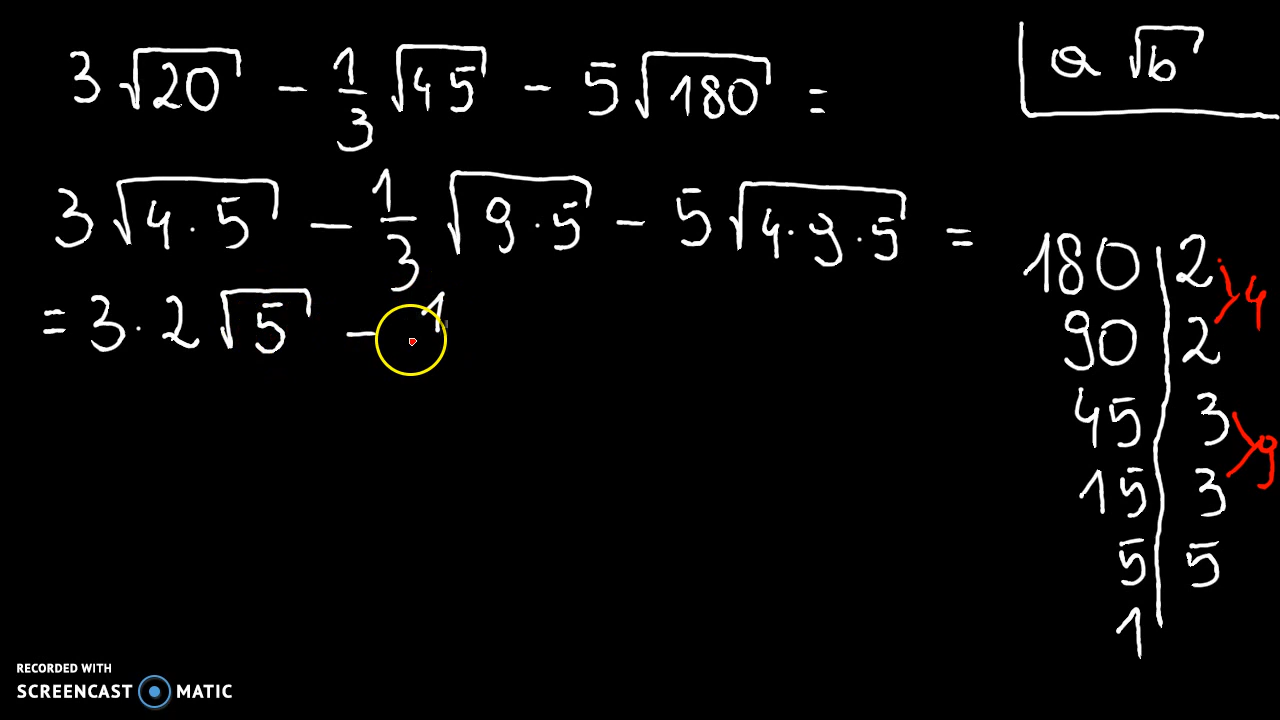 3√20 − 1/3 √45 − 5√180 =
a √b
3√4·5 − 1/3 √9·5 − 5√4·9·5 =
= 3·2√5 − 1
180 | 2
90 | 2
4
45 | 3
15 | 3
9
5 | 5
1
RECORDED WITH
SCREENCAST MATIC